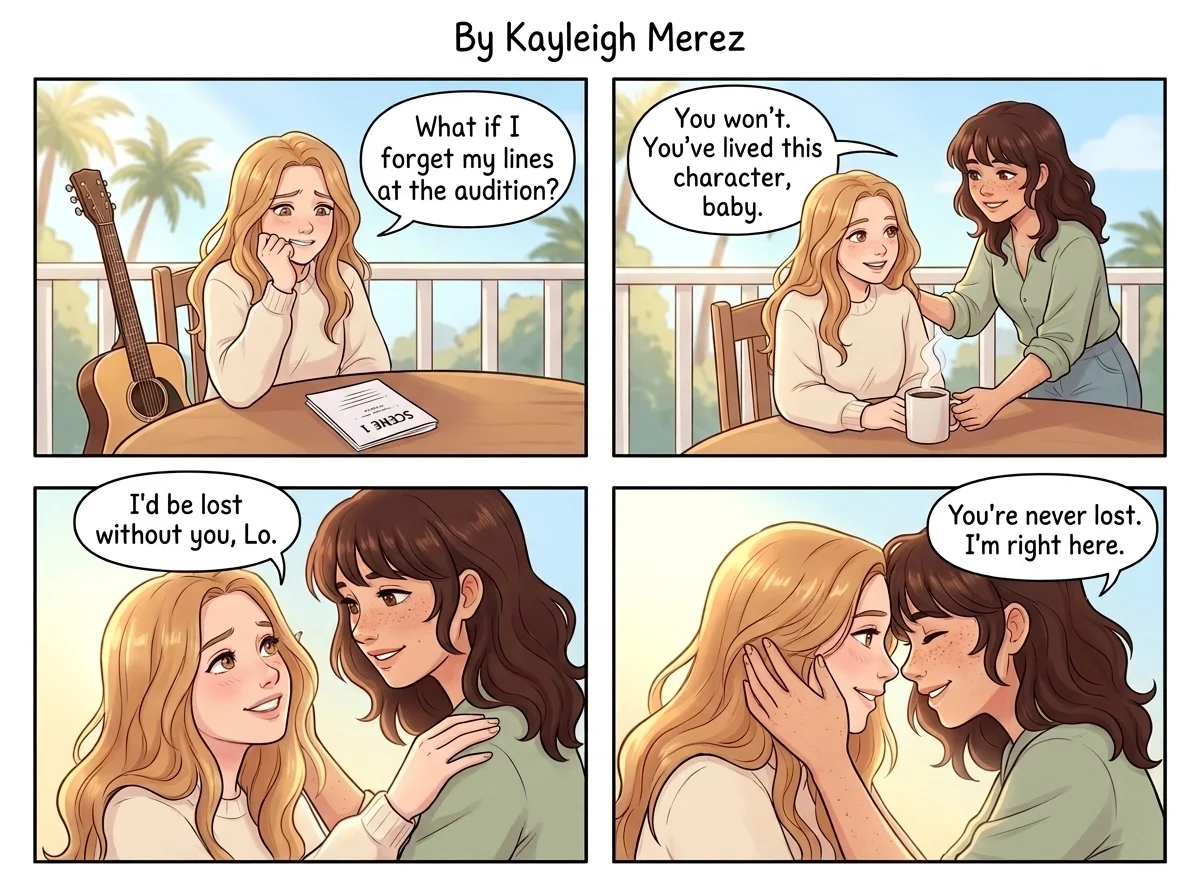 By Kayleigh Merez
What if I
forget my lines
at the audition?
SCENE 1
You won't.
You've lived this
character,
baby.
I'd be lost
without you, Lo.
You're never lost.
I'm right here.